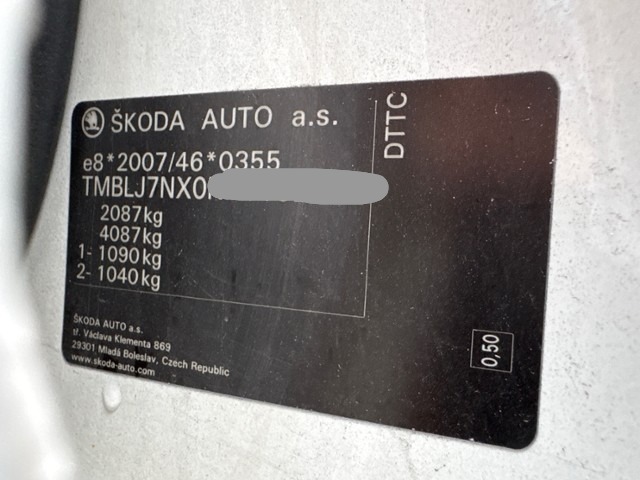 ŠKODA AUTO a.s.
e8*2007/46*0355
TMBLJ7NX0
2087kg
4087kg
1- 1090kg
2- 1040kg
ŠKODA AUTO a.s.
tř. Václava Klementa 869
29301 Mladá Boleslav, Czech Republic
www.skoda-auto.com
DTTC
0,50